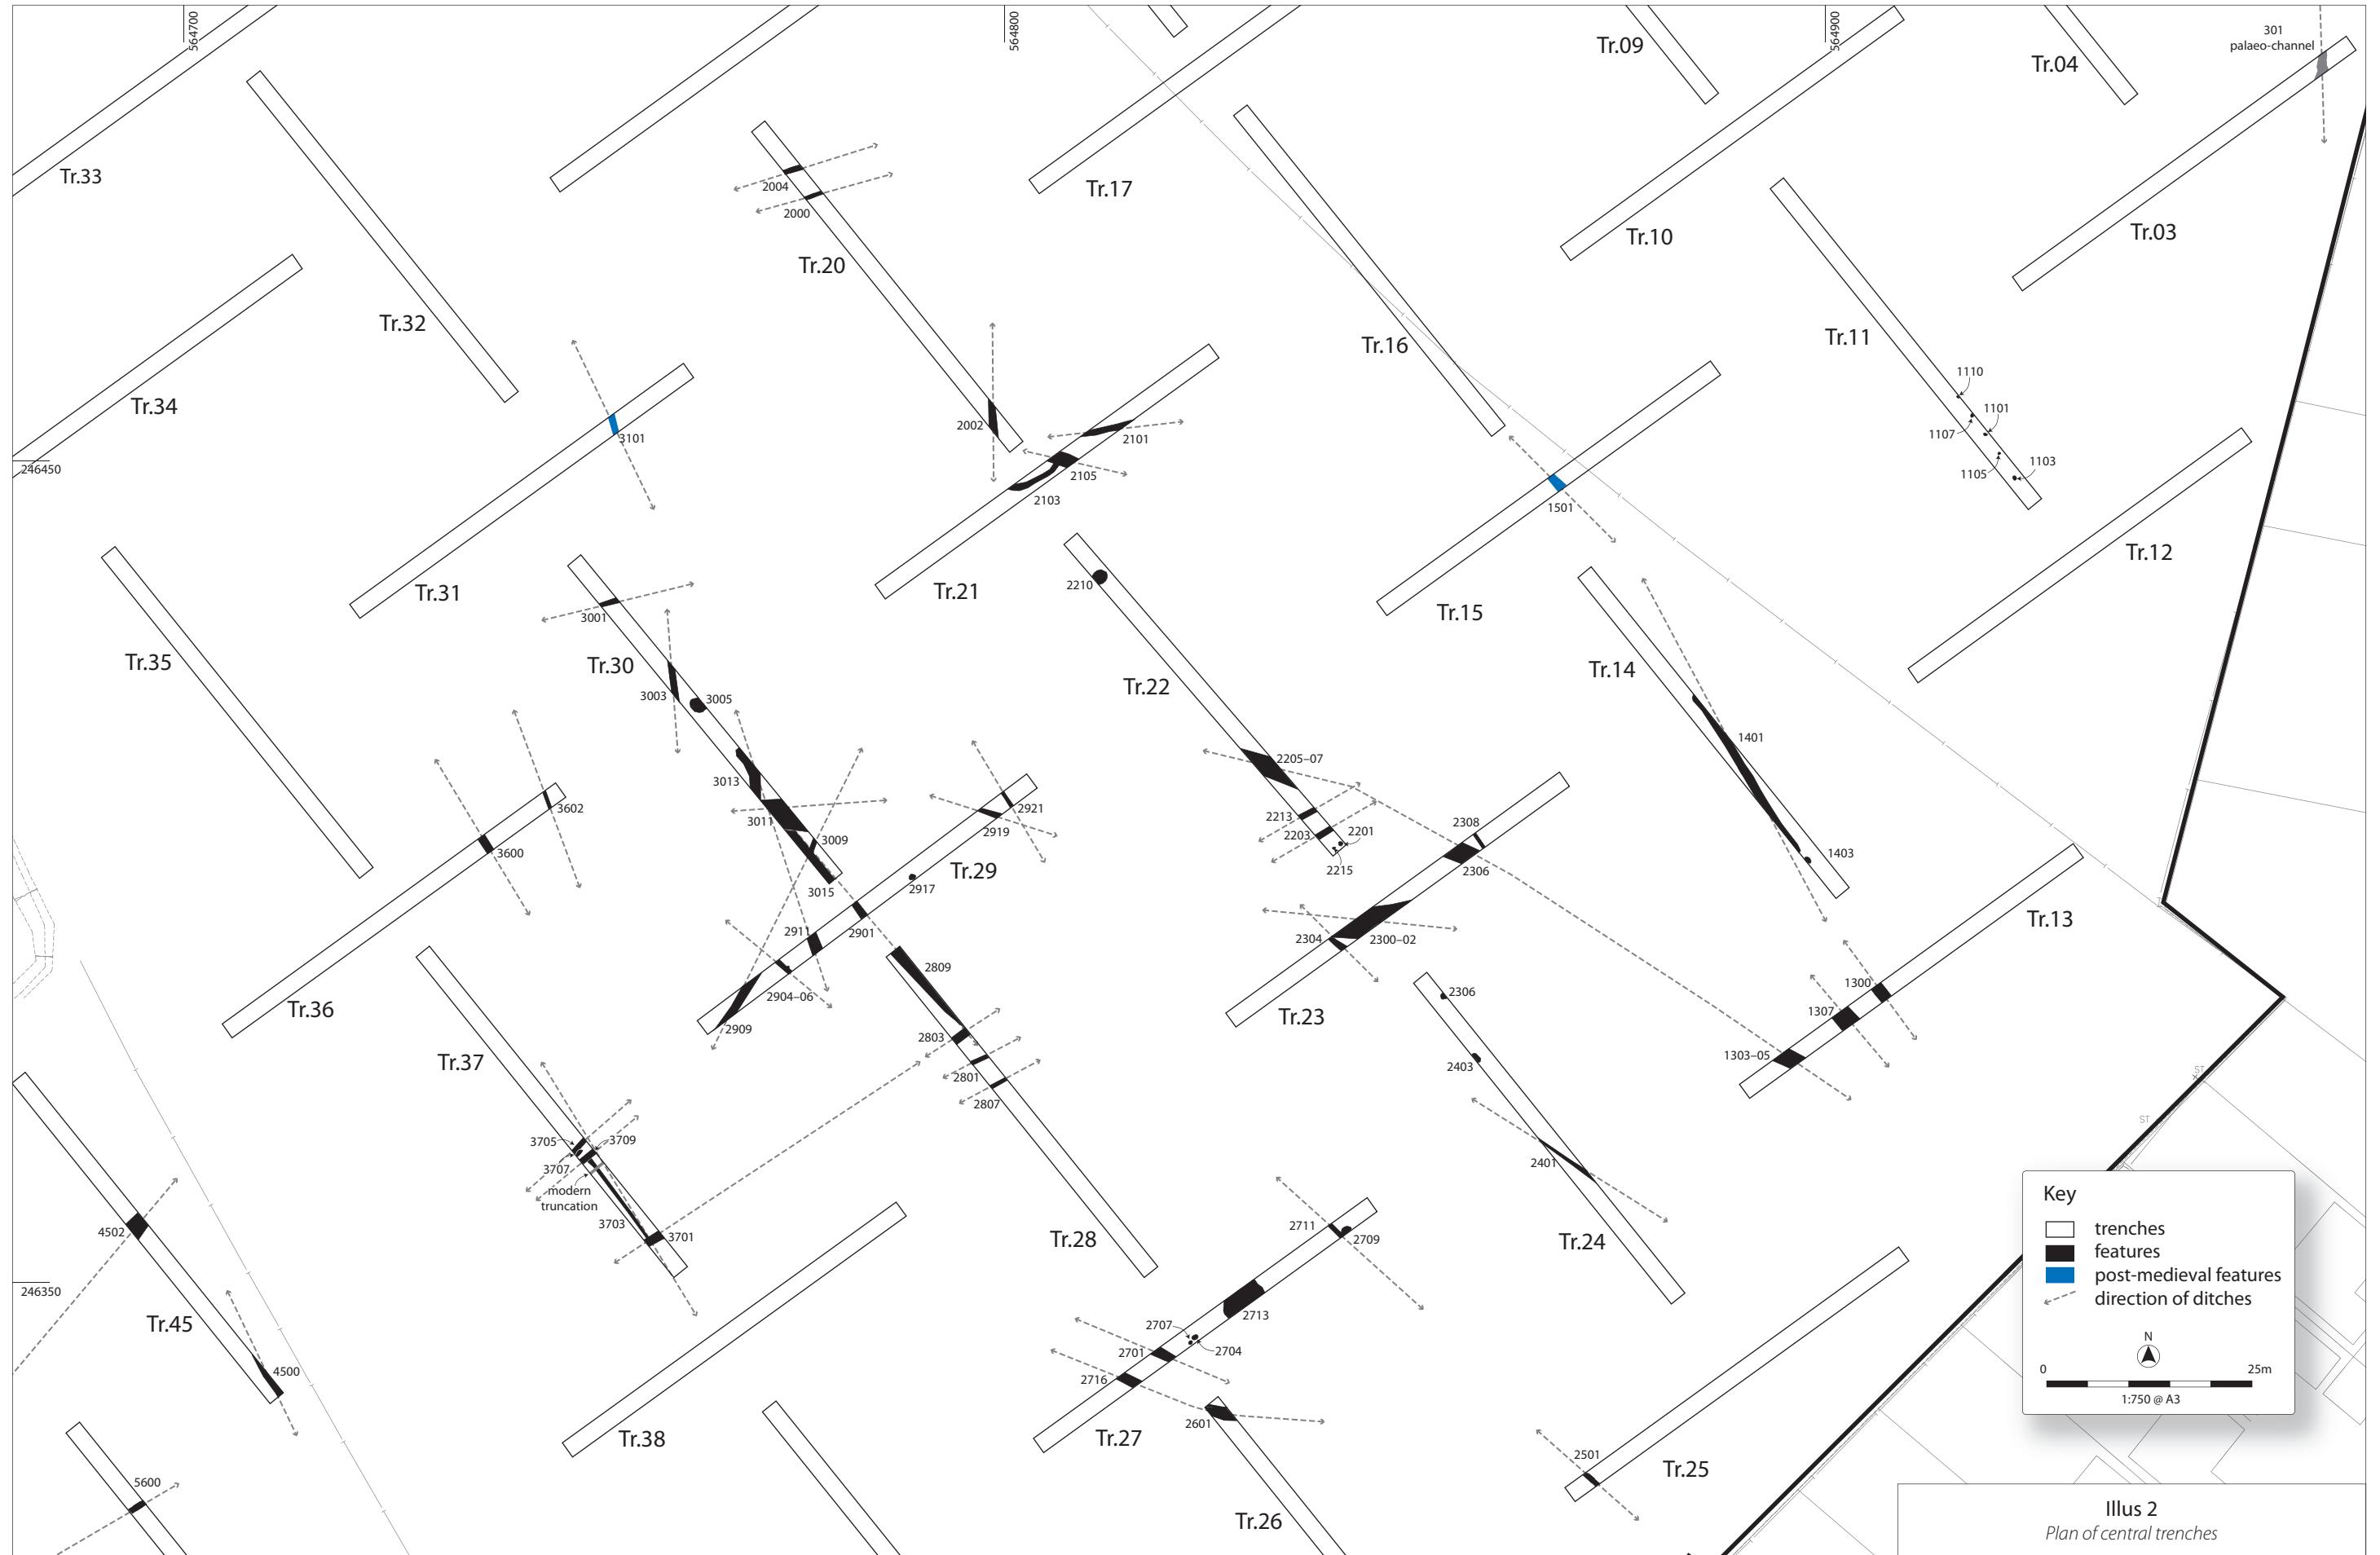 564700
564800
564900
301
palaeo-channel
Tr.09
Tr.04
Tr.33
2004
2000
Tr.17
Tr.10
Tr.03
Tr.20
Tr.32
Tr.16
Tr.11
1110
1101
1107
1105
1103
Tr.34
3101
2002
2101
2105
2103
246450
1501
Tr.12
Tr.31
Tr.21
Tr.15
2210
3001
Tr.35
Tr.30
3003
3005
Tr.22
Tr.14
1401
3013
3011
3009
3015
2205–07
2213
2203
2201
2215
2308
2306
3602
3600
2921
2919
Tr.29
2917
1403
2911
2901
2904–06
2909
2304
2300–02
Tr.13
Tr.36
2809
Tr.23
2306
1300
1307
1303–05
Tr.37
2803
2801
2807
2403
ST
ST
3705
3709
3707
modern
truncation
3703
3701
2401
4502
Tr.28
2711
2709
Tr.24
246350
Tr.45
2713
2707
2704
2701
2716
4500
Tr.38
Tr.27
2601
5600
2501
Tr.25
Tr.26
Key
trenches
features
post-medieval features
direction of ditches
N
0
25m
1:750 @ A3
Illus 2
Plan of central trenches